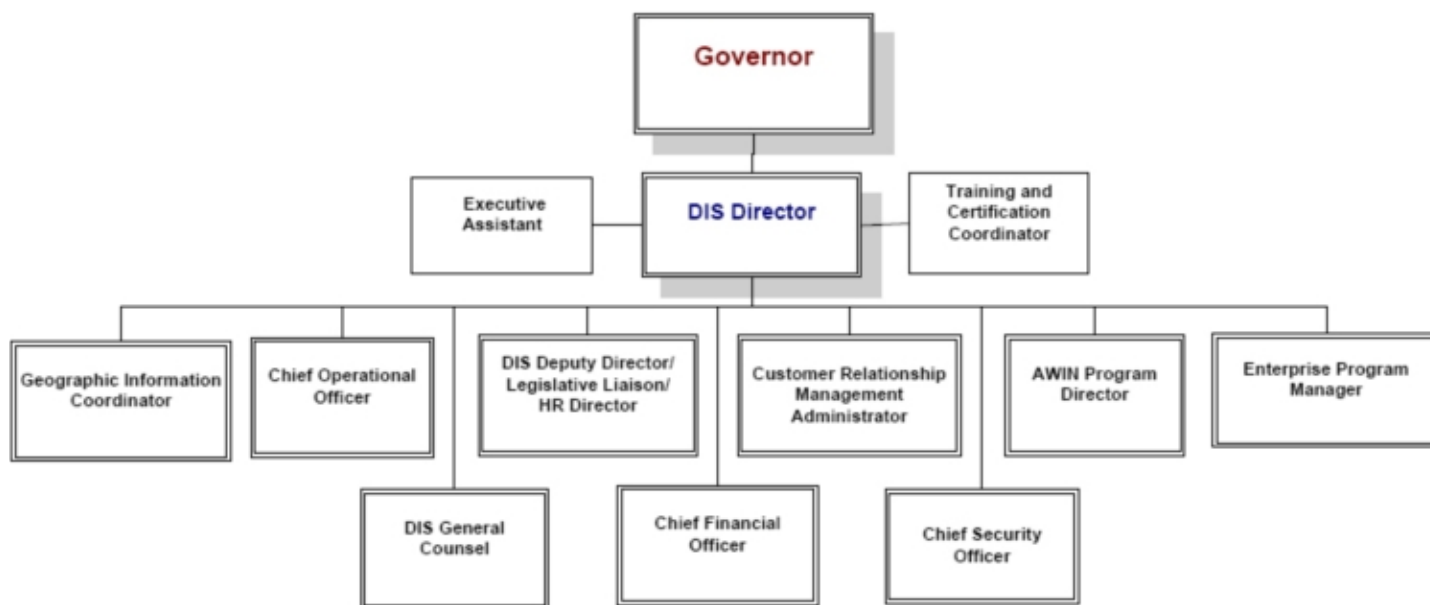 Governor
Executive
Assistant
DIS Director
Training and
Certification
Coordinator
Geographic Information
Coordinator
Chief Operational
Officer
DIS Deputy Director/
Legislative Liaison/
HR Director
Customer Relationship
Management
Administrator
AWIN Program
Director
Enterprise Program
Manager
DIS General
Counsel
Chief Financial
Officer
Chief Security
Officer